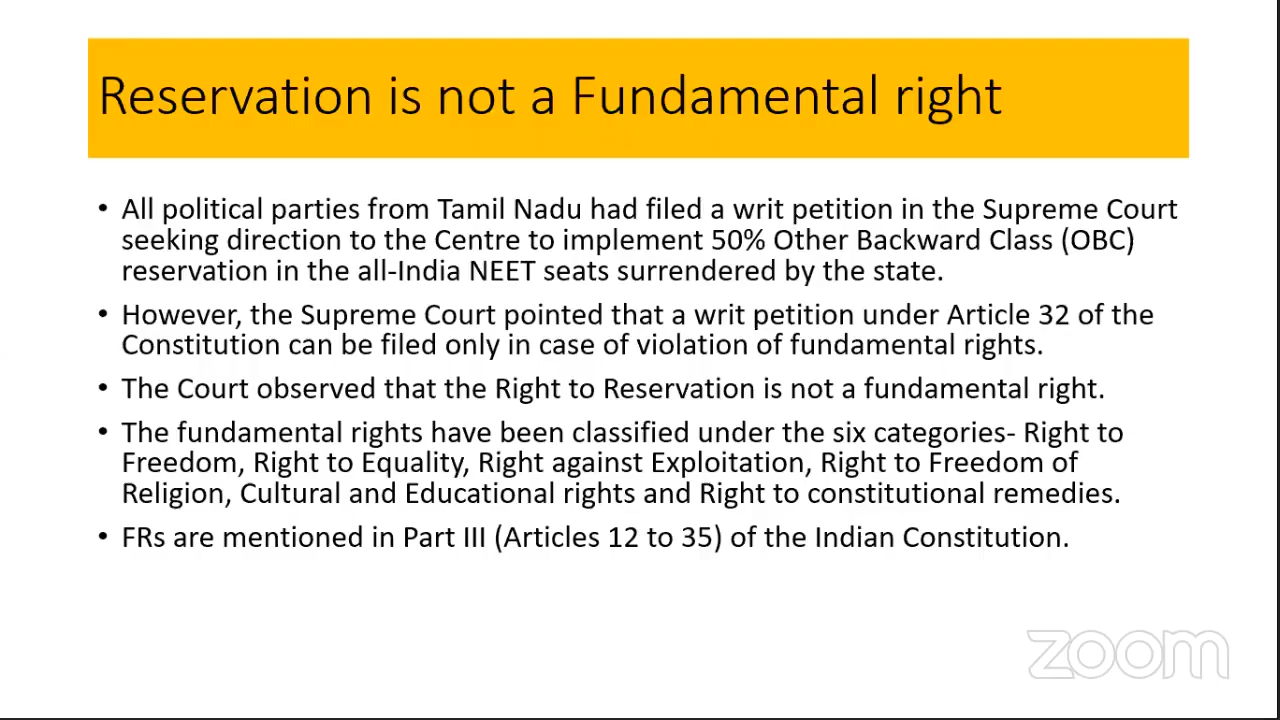 Reservation is not a Fundamental right
• All political parties from Tamil Nadu had filed a writ petition in the Supreme Court
seeking direction to the Centre to implement 50% Other Backward Class (OBC)
reservation in the all-India NEET seats surrendered by the state.
• However, the Supreme Court pointed that a writ petition under Article 32 of the
Constitution can be filed only in case of violation of fundamental rights.
• The Court observed that the Right to Reservation is not a fundamental right.
• The fundamental rights have been classified under the six categories- Right to
Freedom, Right to Equality, Right against Exploitation, Right to Freedom of
Religion, Cultural and Educational rights and Right to constitutional remedies.
• FRs are mentioned in Part III (Articles 12 to 35) of the Indian Constitution.
zoom